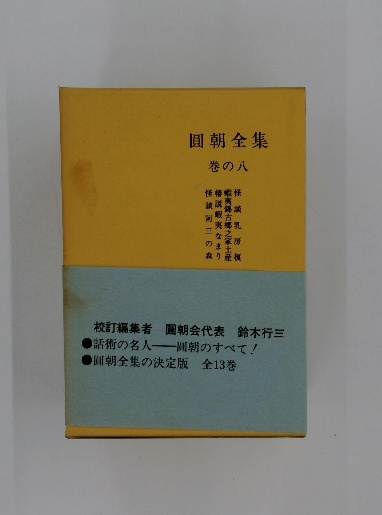 圓朝全集
巻の八
怪談乳房榎
蝦夷錦古郷之家土産
椿説蝦夷なまり
怪談阿三の森
校訂編集者 圓朝会代表 鈴木行三
●話術の名人――圓朝のすべて！
●圓朝全集の決定版 全13巻